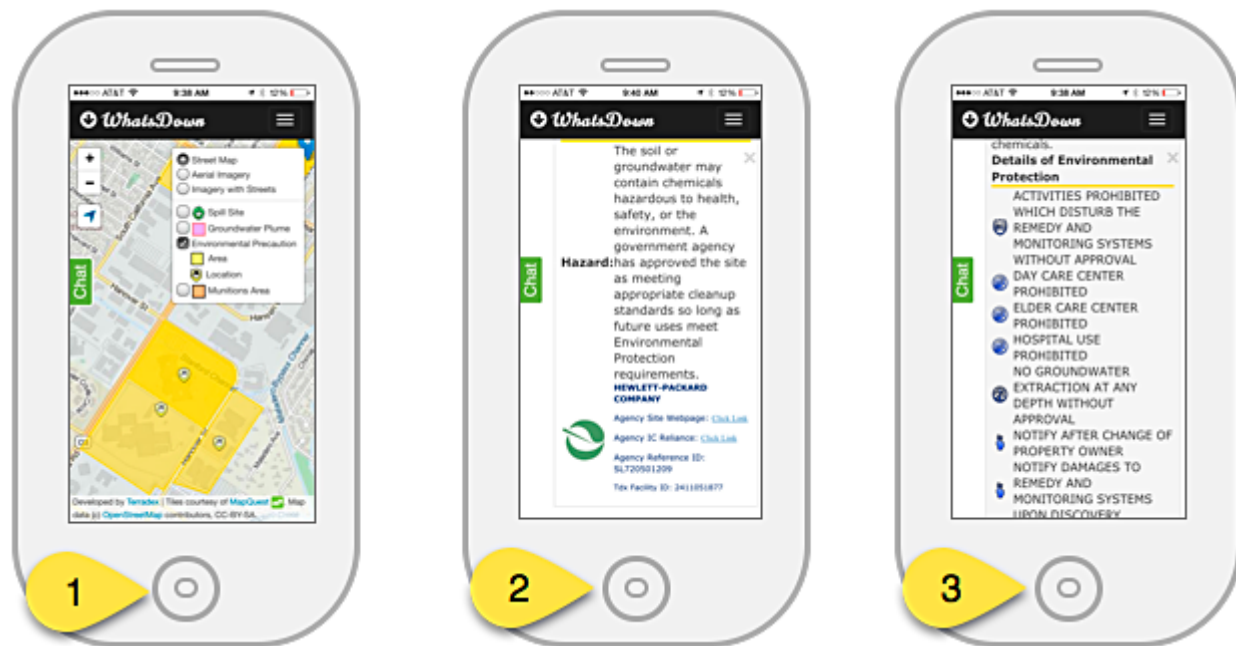 AT&T 9:38 AM 12%
WhatsDown
+
-
Street Map
Aerial Imagery
Imagery with Streets
Spill Site
Groundwater Plume
Environmental Precaution
Area
Location
Munitions Area
Chat
Hanover St
Hanover St
Developed by Terradex | Tiles courtesy of MapQuest Map
data (c) OpenStreetMap contributors, CC-BY-SA,
1
AT&T 9:40 AM 12%
WhatsDown
The soil or
groundwater may
contain chemicals
hazardous to health,
safety, or the
environment. A
government agency
Hazard: has approved the site
as meeting
appropriate cleanup
standards so long as
future uses meet
Environmental
Protection
requirements.
HEWLETT-PACKARD
COMPANY
Agency Site Webpage: Click Link
Agency IC Reliance: Click Link
Agency Reference ID:
SL720501209
Tdx Facility ID: 2411051877
Chat
2
AT&T 9:38 AM 12%
WhatsDown
chemicals.
Details of Environmental
Protection
ACTIVITIES PROHIBITED
WHICH DISTURB THE
REMEDY AND
MONITORING SYSTEMS
WITHOUT APPROVAL
DAY CARE CENTER
PROHIBITED
ELDER CARE CENTER
PROHIBITED
HOSPITAL USE
PROHIBITED
NO GROUNDWATER
EXTRACTION AT ANY
DEPTH WITHOUT
APPROVAL
NOTIFY AFTER CHANGE OF
PROPERTY OWNER
NOTIFY DAMAGES TO
REMEDY AND
MONITORING SYSTEMS
UPON DISCOVERY
Chat
3